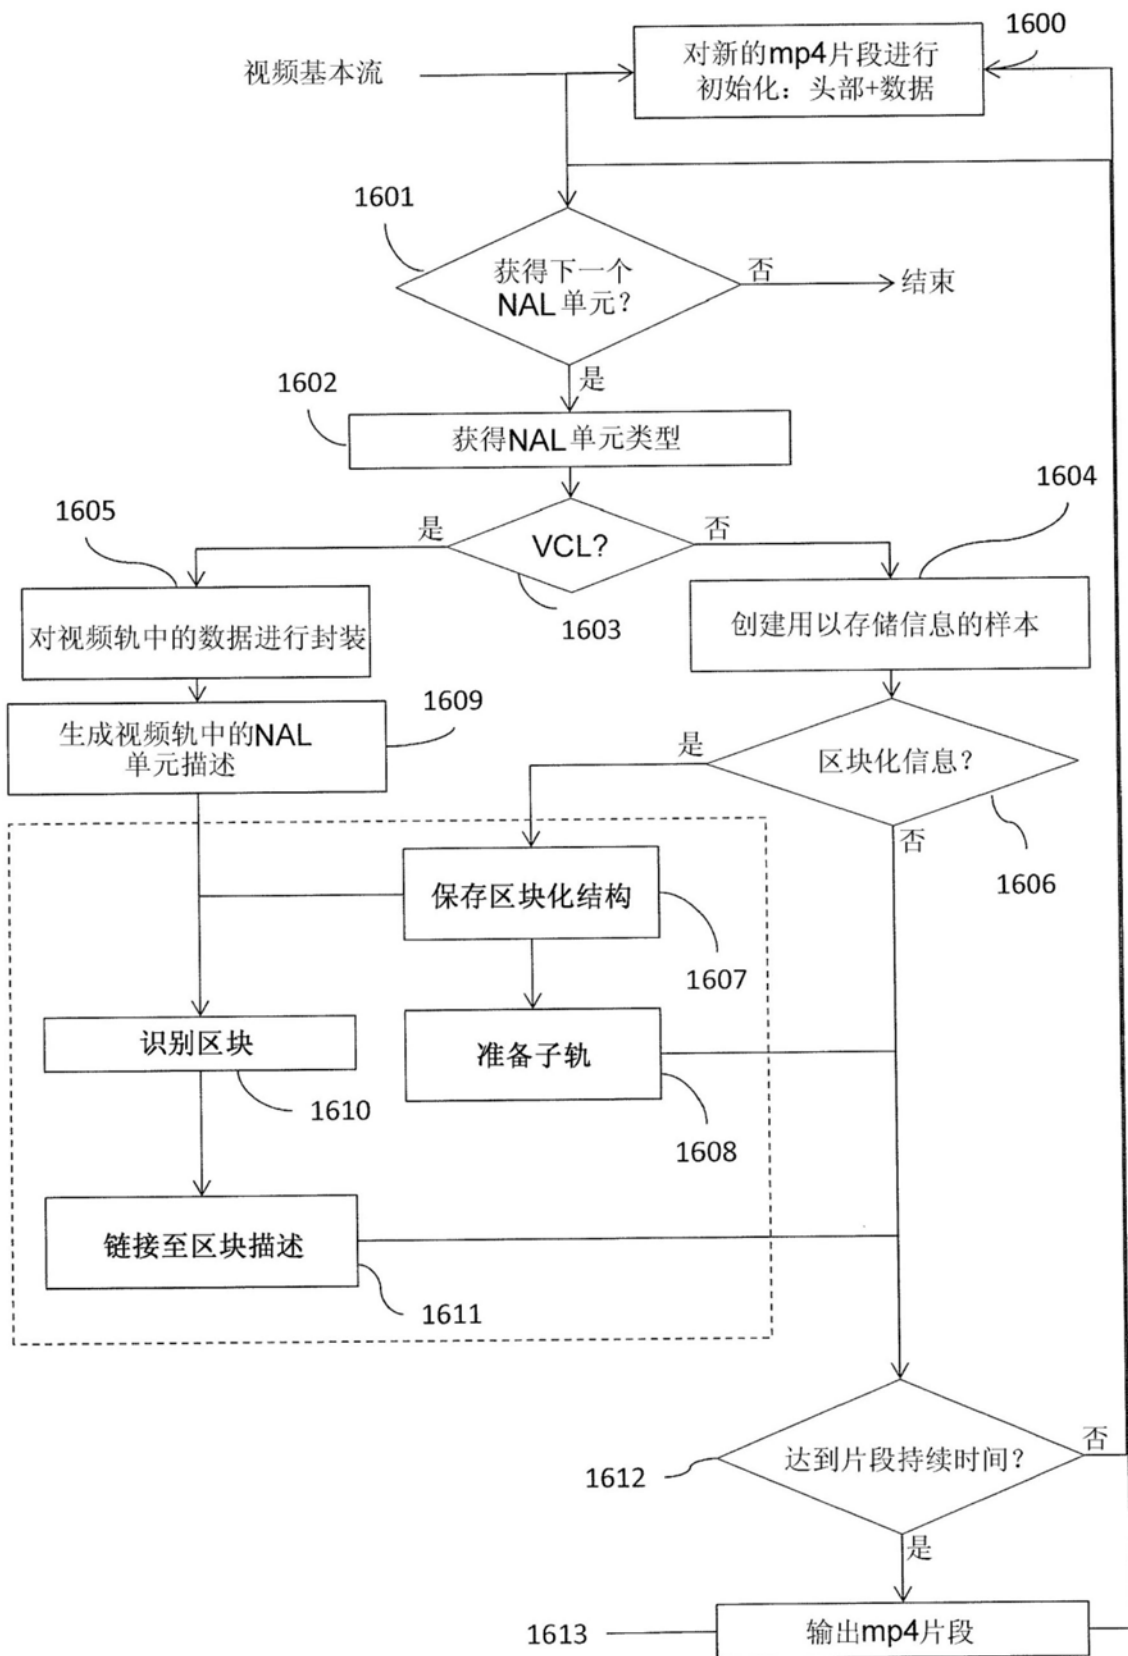 1600
对新的mp4片段进行
初始化：头部+数据
视频基本流
1601
获得下一个
NAL单元？
否
结束
是
1602
获得NAL单元类型
1604
1605
是
VCL?
否
1603
对视频轨中的数据进行封装
创建用以存储信息的样本
1609
生成视频轨中的NAL
单元描述
是
区块化信息？
否
1606
保存区块化结构
1607
识别区块
准备子轨
1610
1608
链接至区块描述
1611
达到片段持续时间？
否
1612
是
1613
输出mp4片段